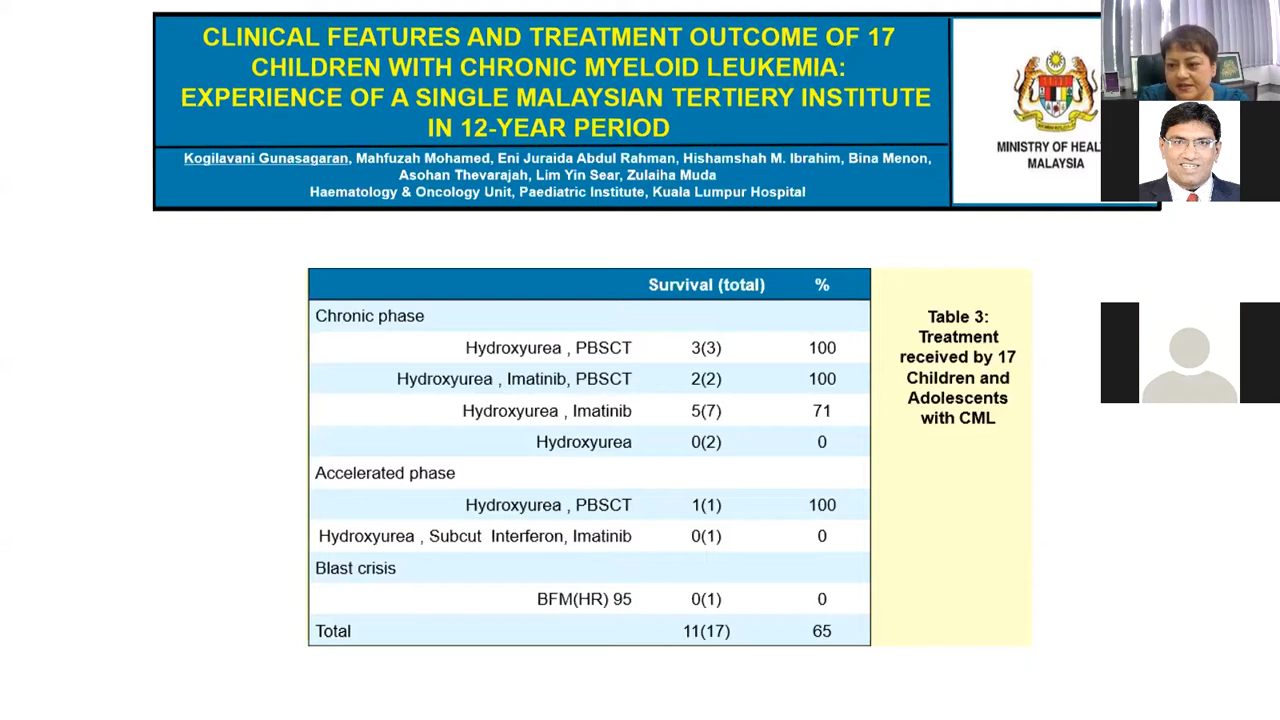 CLINICAL FEATURES AND TREATMENT OUTCOME OF 17
CHILDREN WITH CHRONIC MYELOID LEUKEMIA:
EXPERIENCE OF A SINGLE MALAYSIAN TERTIERY INSTITUTE
IN 12-YEAR PERIOD
Kogilavani Gunasagaran, Mahfuzah Mohamed, Eni Juraida Abdul Rahman, Hishamshah M. Ibrahim, Bina Menon,
Asohan Thevarajah, Lim Yin Sear, Zulaiha Muda
Haematology & Oncology Unit, Paediatric Institute, Kuala Lumpur Hospital
MINISTRY OF HEAL
MALAYSIA
Survival (total) %
Chronic phase
Hydroxyurea , PBSCT 3(3) 100
Hydroxyurea , Imatinib, PBSCT 2(2) 100
Hydroxyurea , Imatinib 5(7) 71
Hydroxyurea 0(2) 0
Accelerated phase
Hydroxyurea , PBSCT 1(1) 100
Hydroxyurea , Subcut Interferon, Imatinib 0(1) 0
Blast crisis
BFM(HR) 95 0(1) 0
Total 11(17) 65
Table 3:
Treatment
received by 17
Children and
Adolescents
with CML